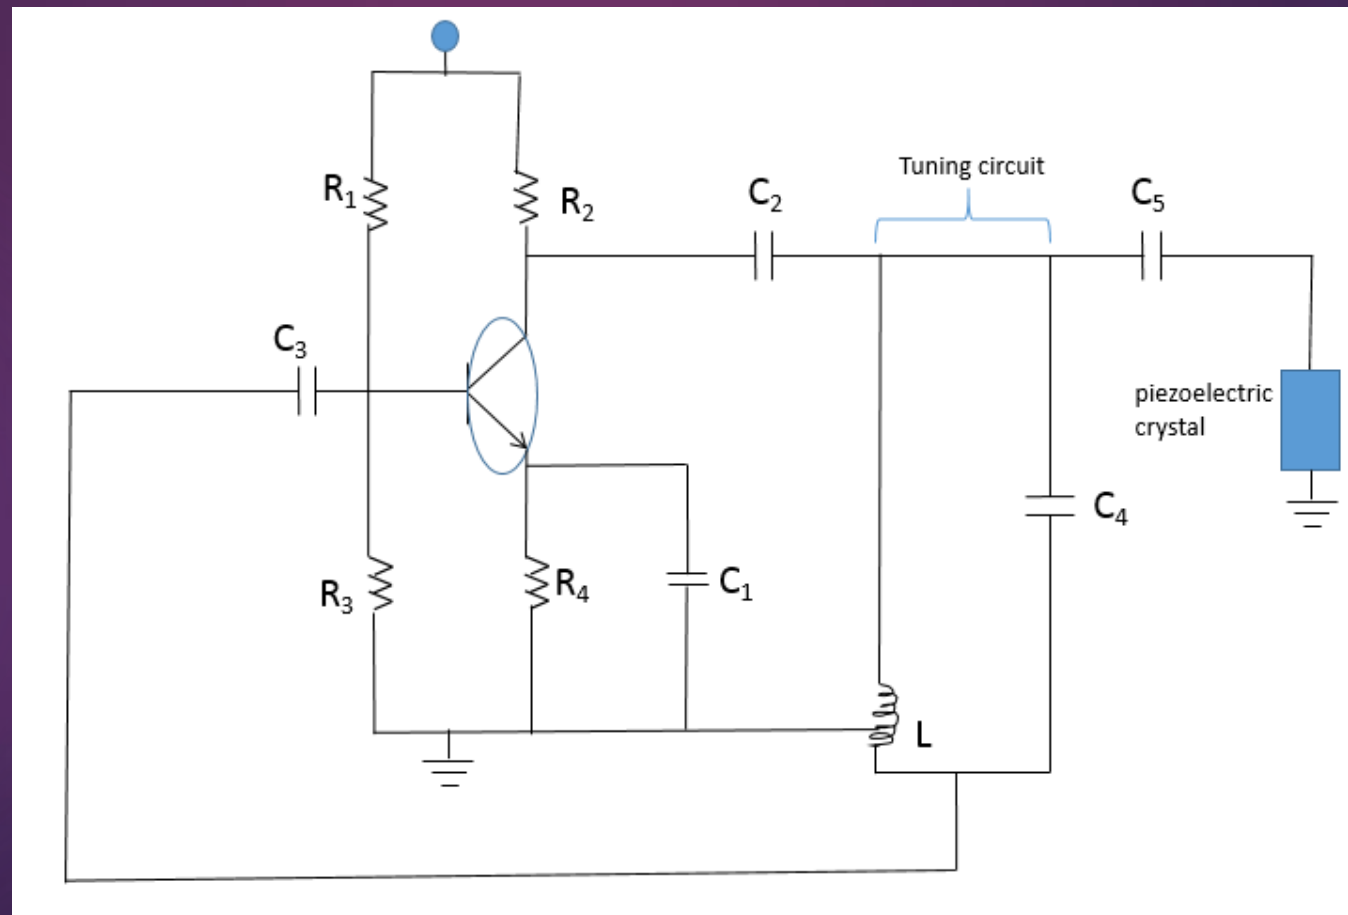 Tuning circuit
R₁
R₂
C₂
C₅
C₃
piezoelectric
crystal
C₄
R₃
R₄
C₁
L